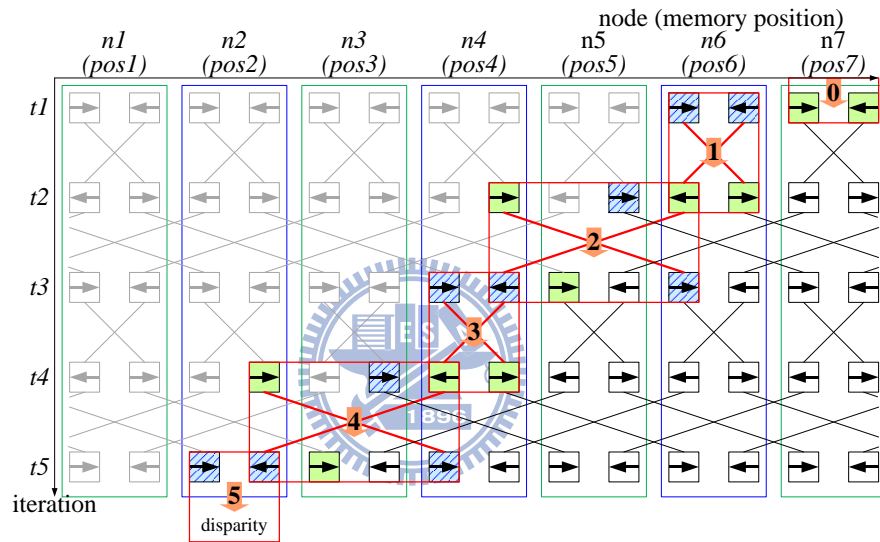 node (memory position)
n1 n2 n3 n4 n5 n6 n7
(pos1) (pos2) (pos3) (pos4) (pos5) (pos6) (pos7)
0
t1
1
t2
2
t3
E S
3
t4
4
1896
t5
5
iteration
disparity